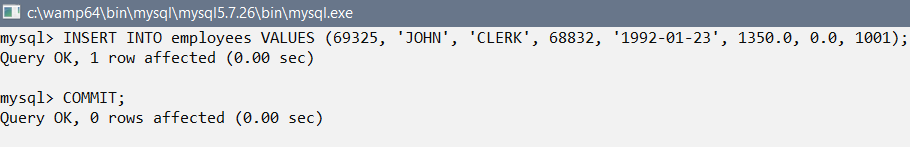 c:\wamp64\bin\mysql\mysql5.7.26\bin\mysql.exe
mysql> INSERT INTO employees VALUES (69325, 'JOHN', 'CLERK', 68832, '1992-01-23', 1350.0, 0.0, 1001);
Query OK, 1 row affected (0.00 sec)
mysql> COMMIT;
Query OK, 0 rows affected (0.00 sec)